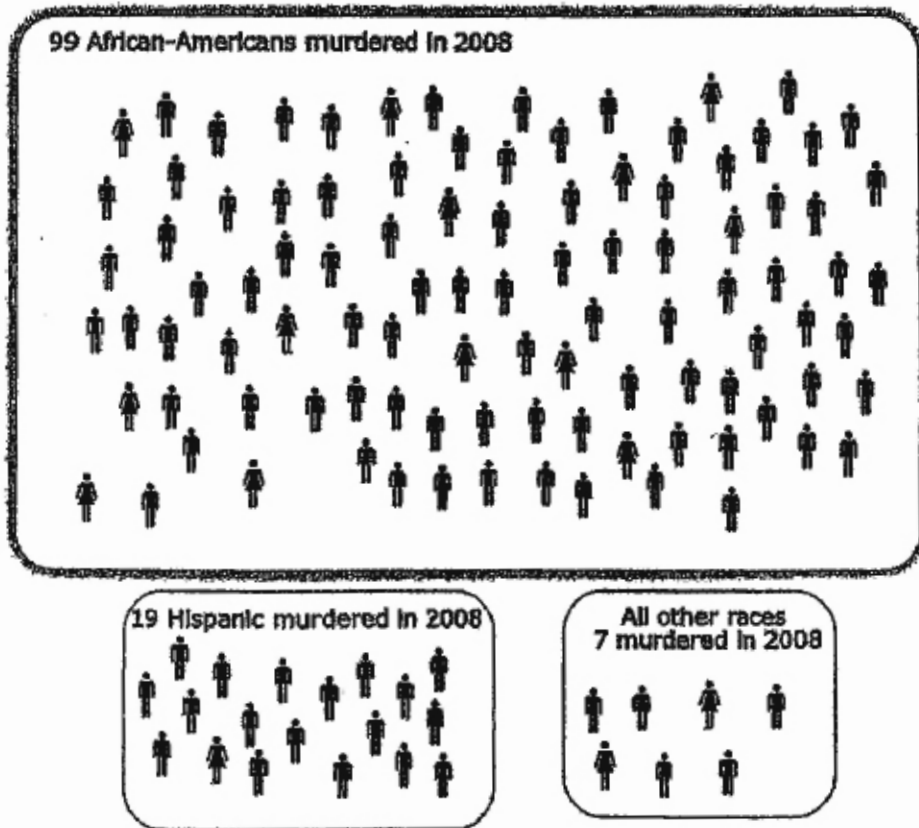 99 African-Americans murdered in 2008
19 Hispanic murdered in 2008
All other races
7 murdered in 2008